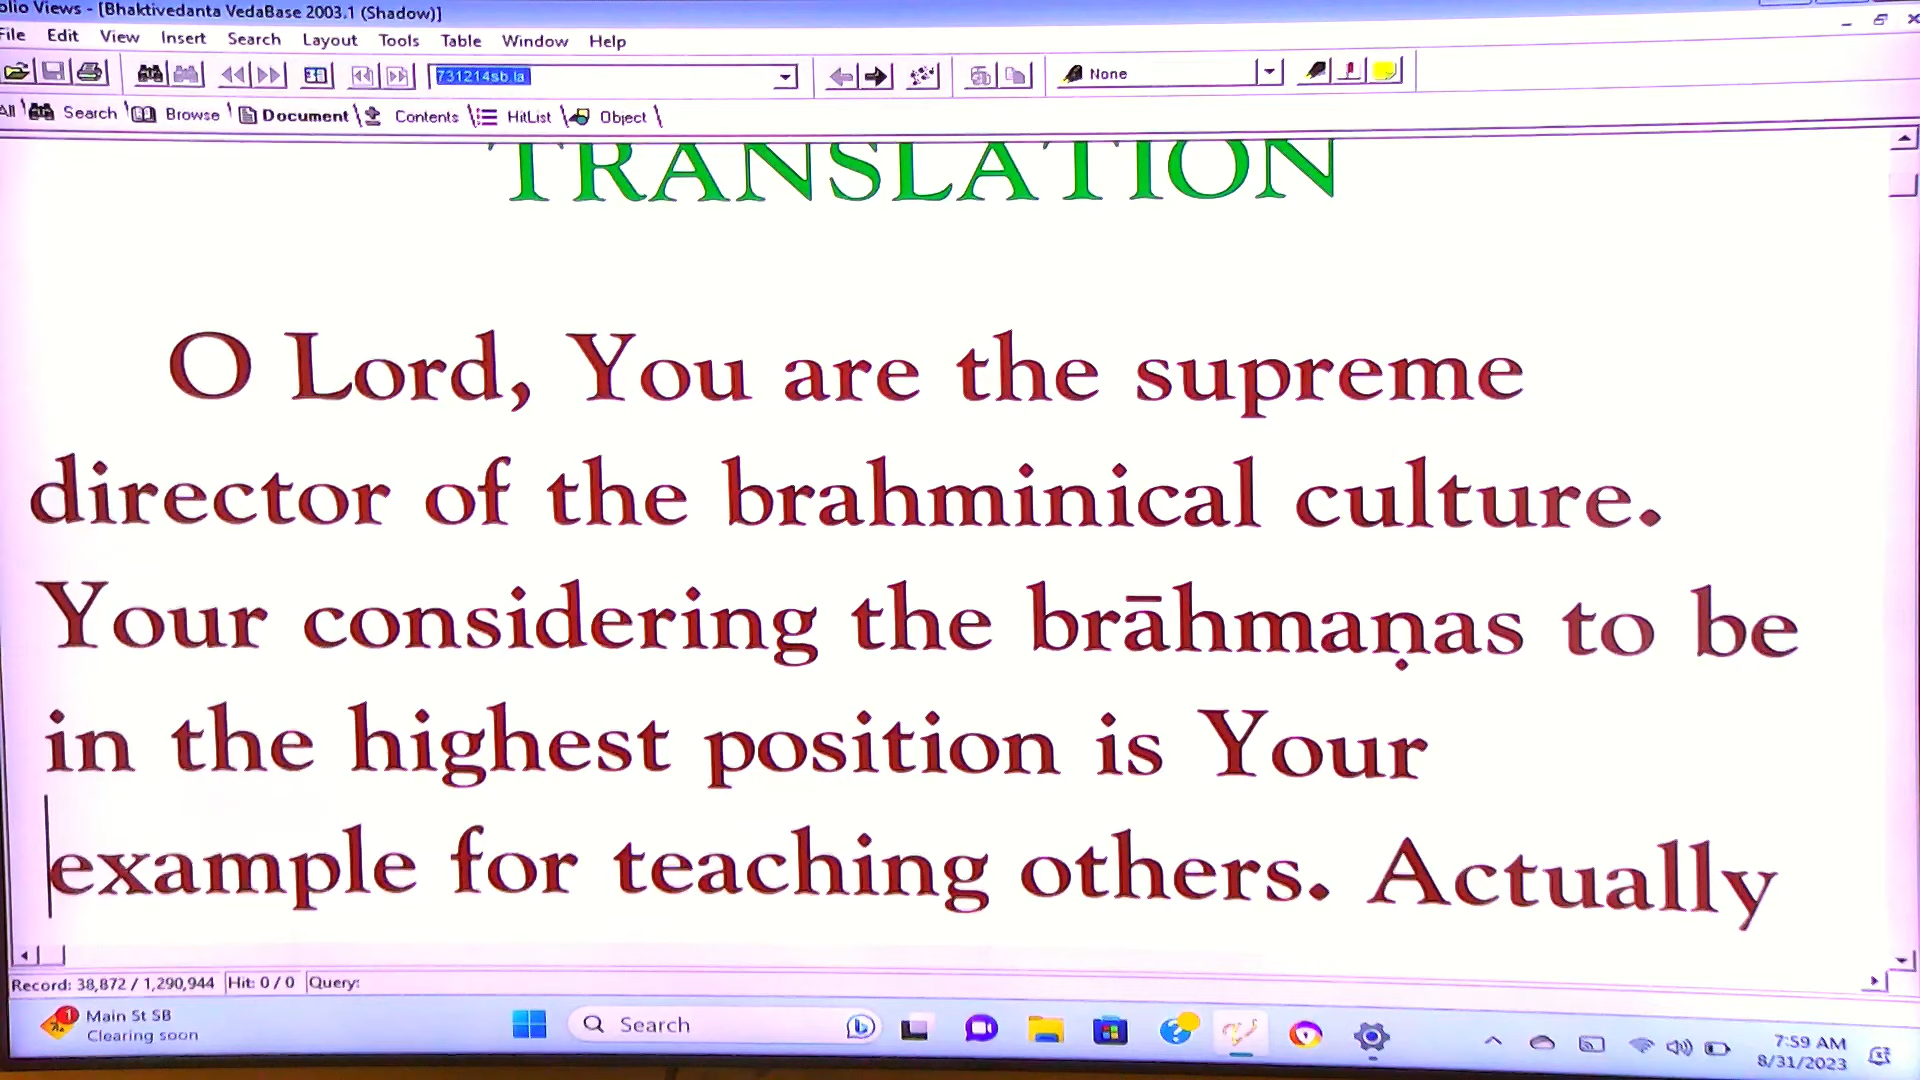 olio Views - [Bhaktivedanta VedaBase 2003.1 (Shadow)]
File Edit View Insert Search Layout Tools Table Window Help
731214sb.la None
All Search Browse Document Contents HitList Object
TRANSLATION
O Lord, You are the supreme
director of the brahminical culture.
Your considering the brāhmaṇas to be
in the highest position is Your
example for teaching others. Actually
Record: 38,872 / 1,290,944 Hit: 0 / 0 Query:
1 Main St SB
Clearing soon
Search
7:59 AM
8/31/2023